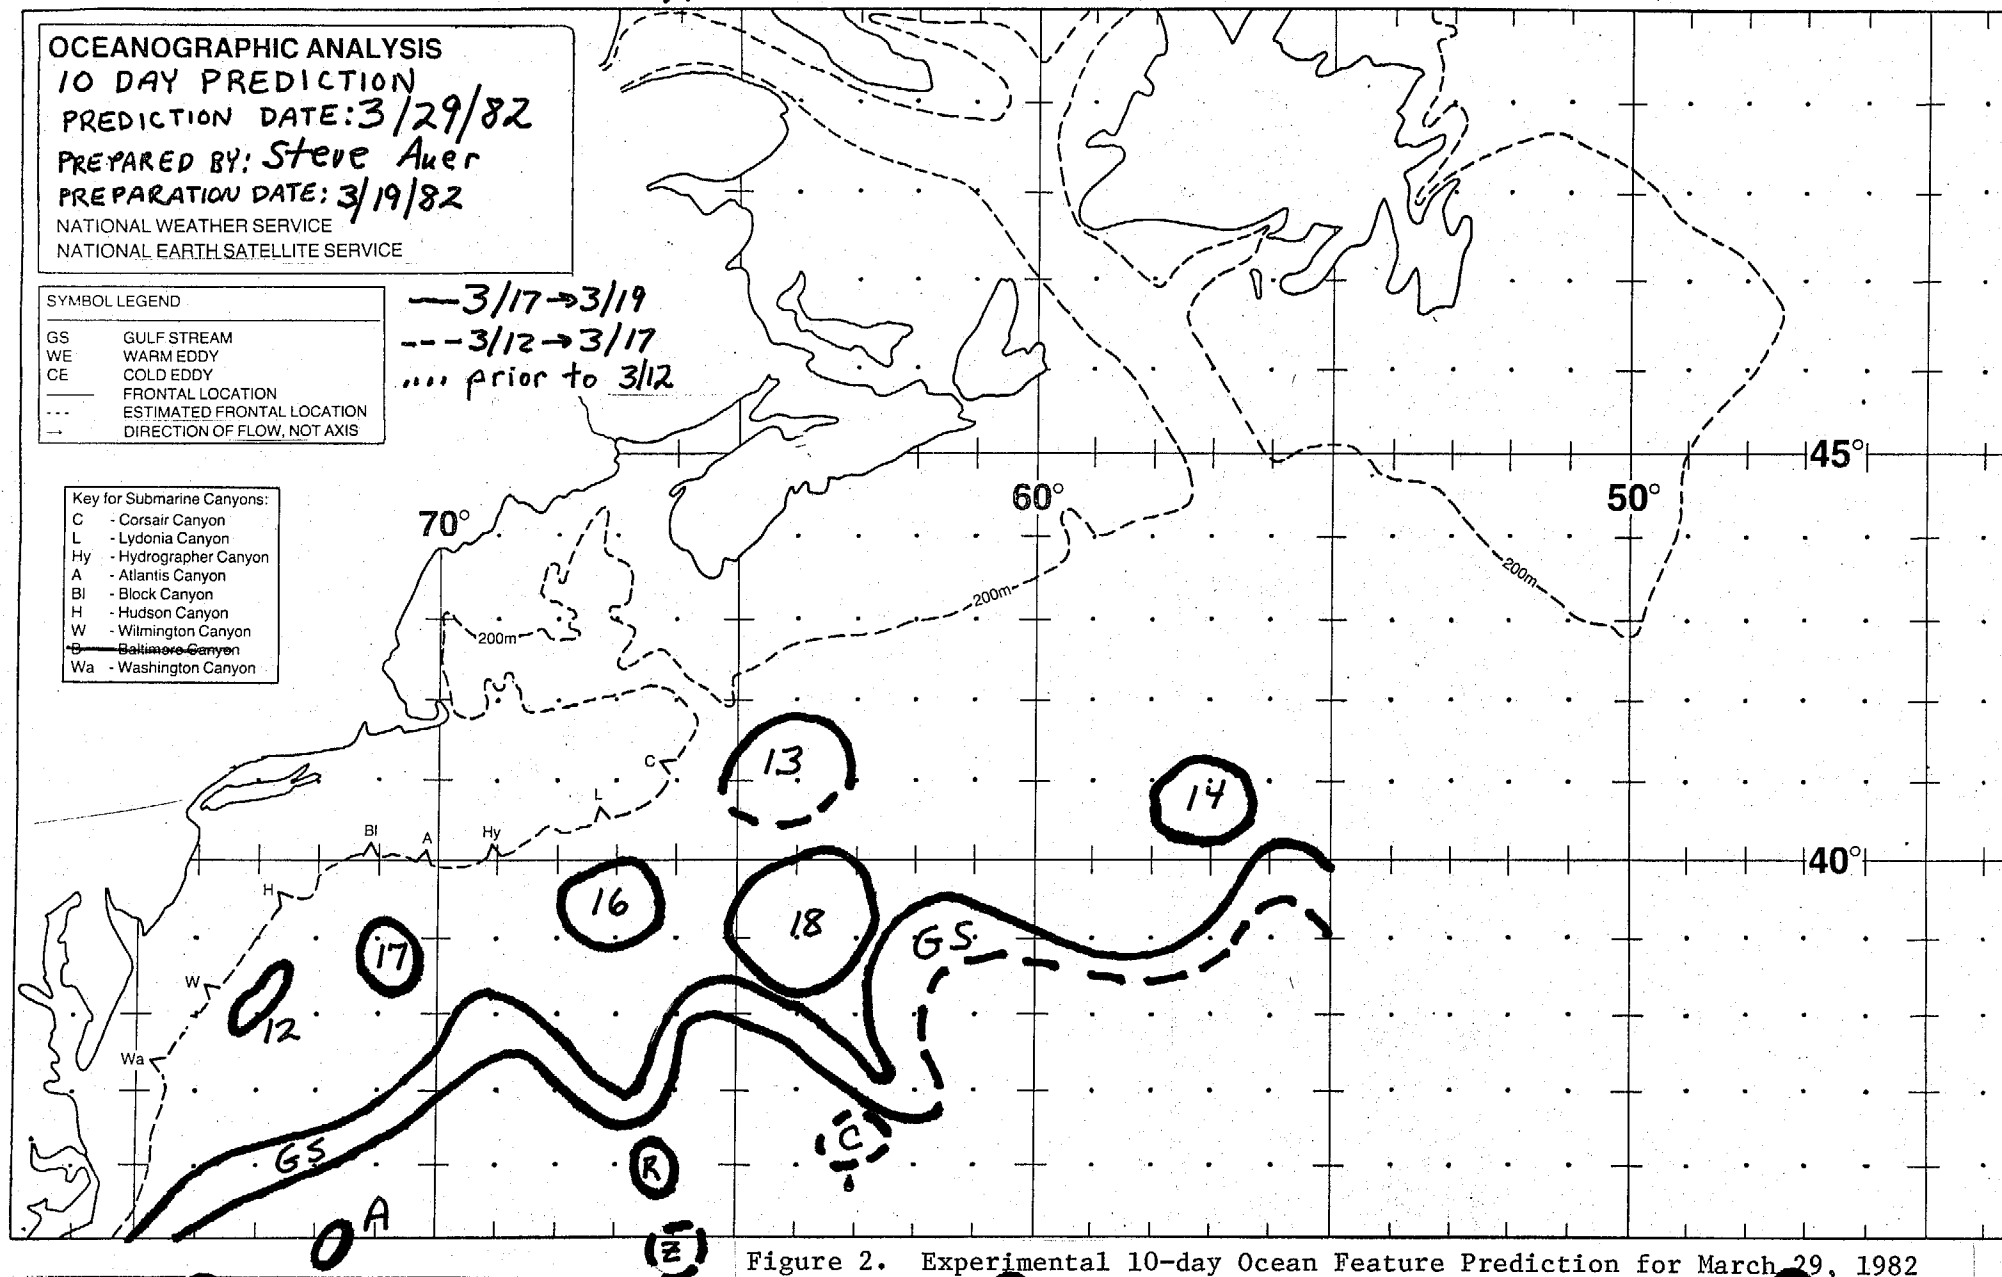 OCEANOGRAPHIC ANALYSIS
10 DAY PREDICTION
PREDICTION DATE: 3/29/82
PREPARED BY: Steve Auer
PREPARATION DATE: 3/19/82
NATIONAL WEATHER SERVICE
NATIONAL EARTH SATELLITE SERVICE
SYMBOL LEGEND
GS GULF STREAM
WE WARM EDDY
CE COLD EDDY
FRONTAL LOCATION
--- ESTIMATED FRONTAL LOCATION
→ DIRECTION OF FLOW, NOT AXIS
— 3/17→3/19
--- 3/12→3/17
.... prior to 3/12
Key for Submarine Canyons:
C - Corsair Canyon
L - Lydonia Canyon
Hy - Hydrographer Canyon
A - Atlantis Canyon
Bl - Block Canyon
H - Hudson Canyon
W - Wilmington Canyon
B - Baltimore Canyon
Wa - Washington Canyon
45°
70°
60°
50°
200m
200m
200m
C
13
14
L
Bl
A
Hy
40°
H
16
18
17
GS
W
12
Wa
C
GS
R
A
Z
Figure 2. Experimental 10-day Ocean Feature Prediction for March 29, 1982